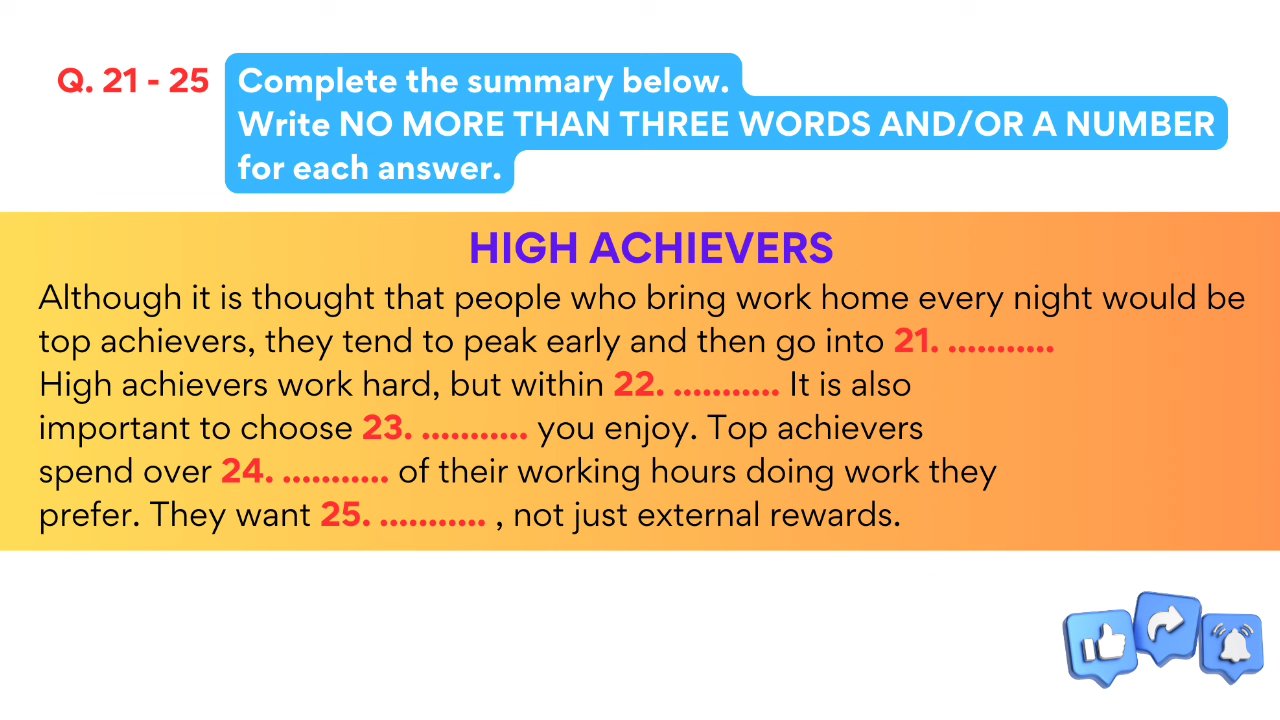 Q. 21 - 25 Complete the summary below.
Write NO MORE THAN THREE WORDS AND/OR A NUMBER
for each answer.
HIGH ACHIEVERS
Although it is thought that people who bring work home every night would be
top achievers, they tend to peak early and then go into 21. ...........
High achievers work hard, but within 22. ........... It is also
important to choose 23. ........... you enjoy. Top achievers
spend over 24. ........... of their working hours doing work they
prefer. They want 25. ........... , not just external rewards.